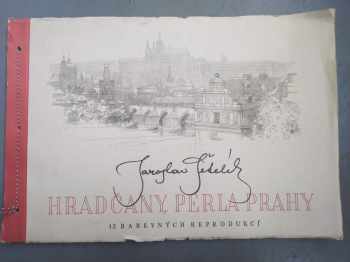 Jaroslav Šetelík
HRADČANY, PERLA PRAHY
12 BAREVNÝCH REPRODUKCÍ